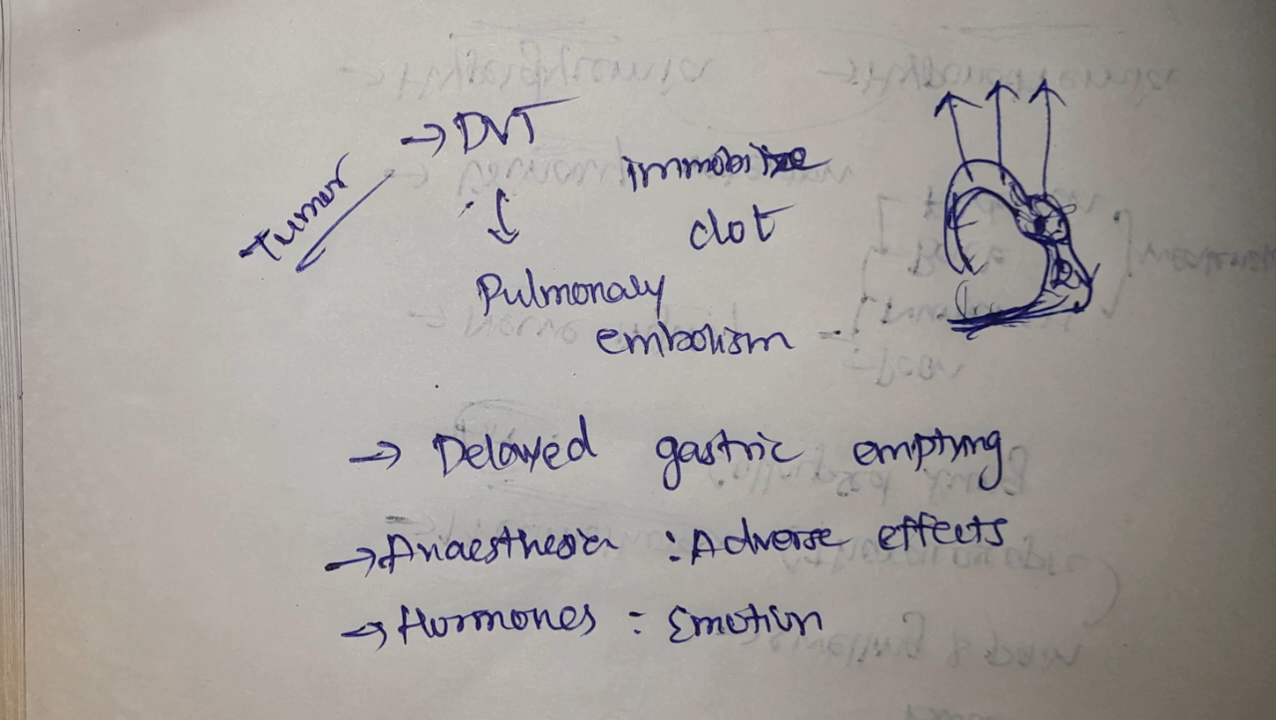 → DVT
Tumor
immobilize
clot
Pulmonary
embolism -
→ Delayed gastric emptying
→ Anaesthesia : Adverse effects
→ Hormones : Emotion